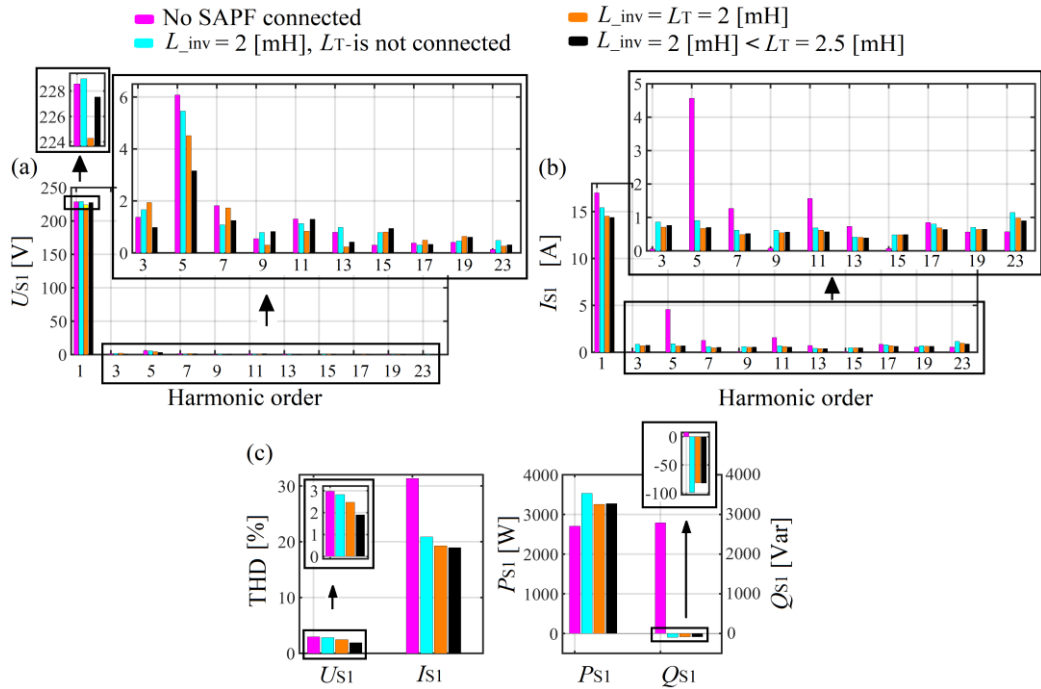 No SAPF connected
L_inv = 2 [mH], LT- is not connected
L_inv = LT = 2 [mH]
L_inv = 2 [mH] < LT = 2.5 [mH]
(a)
US1 [V]
228
226
224
250
200
150
100
50
0
6
4
2
0
3 5 7 9 11 13 15 17 19 23
1 3 5 7 9 11 13 15 17 19 23
Harmonic order
(b)
IS1 [A]
15
10
5
0
5
4
3
2
1
0
3 5 7 9 11 13 15 17 19 23
1 3 5 7 9 11 13 15 17 19 23
Harmonic order
(c)
THD [%]
30
20
10
0
3
2
1
0
US1 IS1
PS1 [W]
4000
3000
2000
1000
0
0
-50
-100
4000
3000
2000
1000
0
QS1 [Var]
PS1 QS1